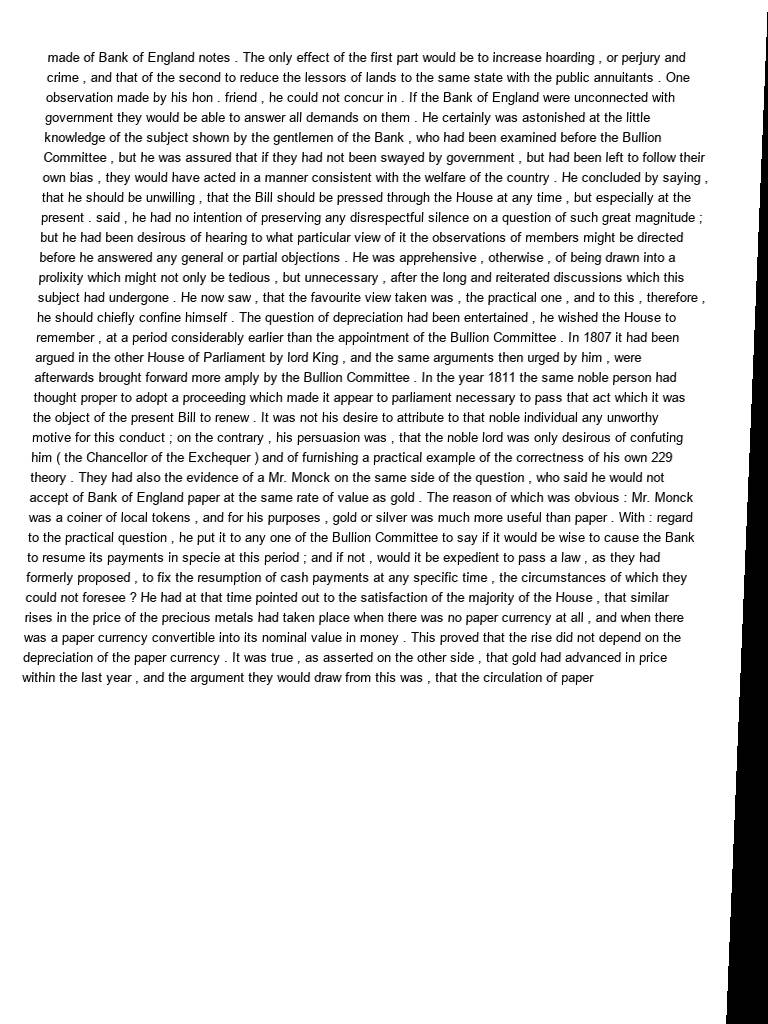 made of Bank of England notes . The only effect of the first part would be to increase hoarding , or perjury and
crime , and that of the second to reduce the lessors of lands to the same state with the public annuitants . One
observation made by his hon . friend , he could not concur in . If the Bank of England were unconnected with
government they would be able to answer all demands on them . He certainly was astonished at the little
knowledge of the subject shown by the gentlemen of the Bank , who had been examined before the Bullion
Committee , but he was assured that if they had not been swayed by government , but had been left to follow their
own bias , they would have acted in a manner consistent with the welfare of the country . He concluded by saying ,
that he should be unwilling , that the Bill should be pressed through the House at any time , but especially at the
present . said , he had no intention of preserving any disrespectful silence on a question of such great magnitude ;
but he had been desirous of hearing to what particular view of it the observations of members might be directed
before he answered any general or partial objections . He was apprehensive , otherwise , of being drawn into a
prolixity which might not only be tedious , but unnecessary , after the long and reiterated discussions which this
subject had undergone . He now saw , that the favourite view taken was , the practical one , and to this , therefore ,
he should chiefly confine himself . The question of depreciation had been entertained , he wished the House to
remember , at a period considerably earlier than the appointment of the Bullion Committee . In 1807 it had been
argued in the other House of Parliament by lord King , and the same arguments then urged by him , were
afterwards brought forward more amply by the Bullion Committee . In the year 1811 the same noble person had
thought proper to adopt a proceeding which made it appear to parliament necessary to pass that act which it was
the object of the present Bill to renew . It was not his desire to attribute to that noble individual any unworthy
motive for this conduct ; on the contrary , his persuasion was , that the noble lord was only desirous of confuting
him ( the Chancellor of the Exchequer ) and of furnishing a practical example of the correctness of his own 229
theory . They had also the evidence of a Mr. Monck on the same side of the question , who said he would not
accept of Bank of England paper at the same rate of value as gold . The reason of which was obvious : Mr. Monck
was a coiner of local tokens , and for his purposes , gold or silver was much more useful than paper . With : regard
to the practical question , he put it to any one of the Bullion Committee to say if it would be wise to cause the Bank
to resume its payments in specie at this period ; and if not , would it be expedient to pass a law , as they had
formerly proposed , to fix the resumption of cash payments at any specific time , the circumstances of which they
could not foresee ? He had at that time pointed out to the satisfaction of the majority of the House , that similar
rises in the price of the precious metals had taken place when there was no paper currency at all , and when there
was a paper currency convertible into its nominal value in money . This proved that the rise did not depend on the
depreciation of the paper currency . It was true , as asserted on the other side , that gold had advanced in price
within the last year , and the argument they would draw from this was , that the circulation of paper